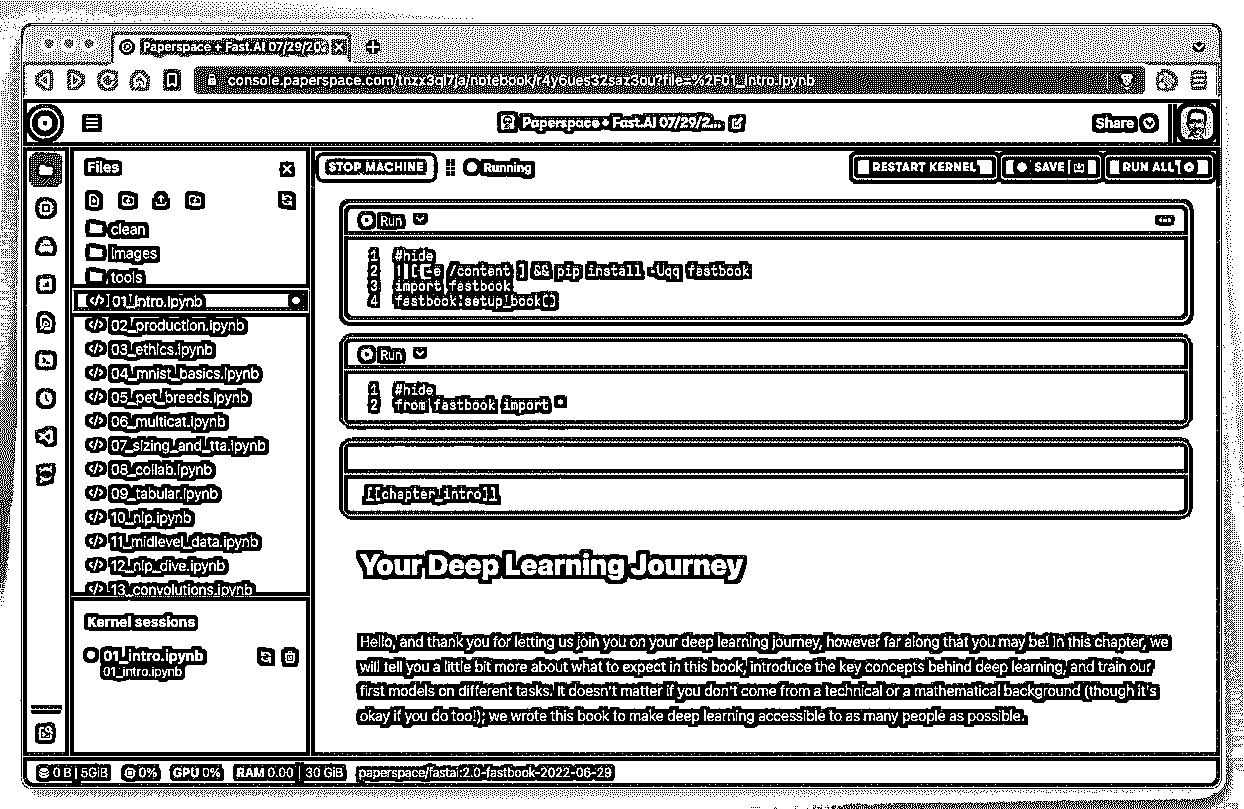 Paperspace + Fast.AI 07/29/20
console.paperspace.com/
Paperspace + Fast.AI 07/29/2...
Share
Files
STOP MACHINE
Running
RESTART KERNEL
SAVE
RUN ALL
clean
images
tools
01_intro.ipynb
02_production.ipynb
03_ethics.ipynb
04_mnist_basics.ipynb
05_pet_breeds.ipynb
06_multicat.ipynb
07_sizing_and_tta.ipynb
08_collab.ipynb
09_tabular.ipynb
10_nlp.ipynb
11_midlevel_data.ipynb
12_nlp_dive.ipynb
13_convolutions.ipynb
Kernel sessions
01_intro.ipynb
01_intro.ipynb
Run
1 #hide
2 ! [ -e /content ] && pip install -Uqq fastbook
3 import fastbook
4 fastbook.setup_book()
Run
1 #hide
2 from fastbook import *
[[chapter_intro]]
Your Deep Learning Journey
Hello, and thank you for letting us join you on your deep learning journey, however far along that you may be! In this chapter, we
will tell you a little bit more about what to expect in this book, introduce the key concepts behind deep learning, and train our
first models on different tasks. It doesn't matter if you don't come from a technical or a mathematical background (though it's
okay if you do too!); we wrote this book to make deep learning accessible to as many people as possible.
0 B | 5GiB 0% GPU 0% RAM 0.00 | 30 GiB paperspace/fastai:2.0-fastbook-2022-06-29